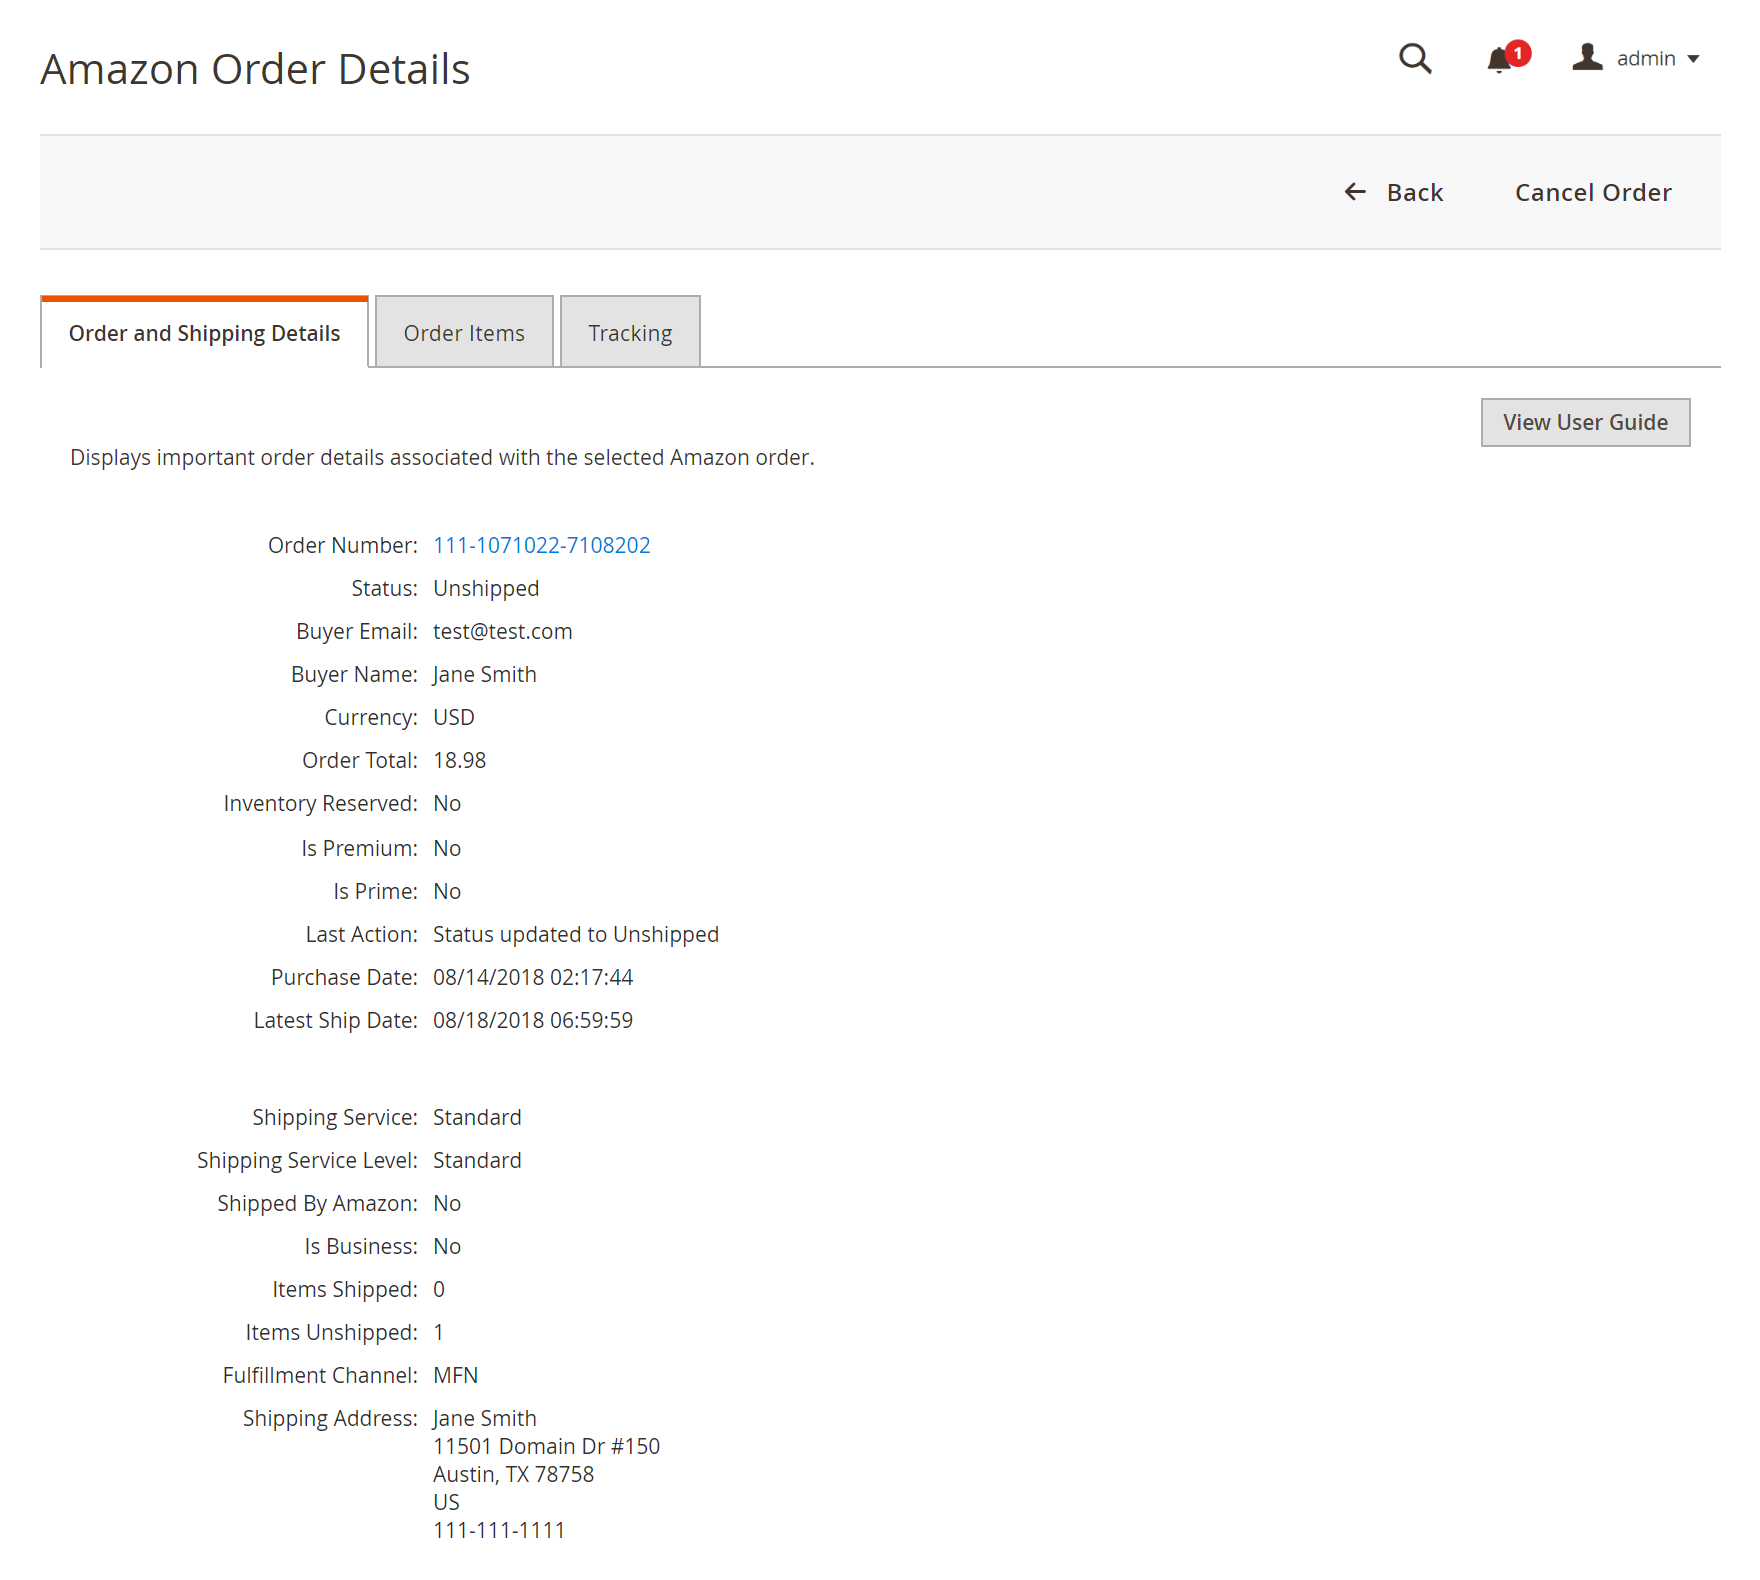 Amazon Order Details
1
admin
Back
Cancel Order
Order and Shipping Details
Order Items
Tracking
View User Guide
Displays important order details associated with the selected Amazon order.
Order Number: 111-1071022-7108202
Status: Unshipped
Buyer Email: test@test.com
Buyer Name: Jane Smith
Currency: USD
Order Total: 18.98
Inventory Reserved: No
Is Premium: No
Is Prime: No
Last Action: Status updated to Unshipped
Purchase Date: 08/14/2018 02:17:44
Latest Ship Date: 08/18/2018 06:59:59
Shipping Service: Standard
Shipping Service Level: Standard
Shipped By Amazon: No
Is Business: No
Items Shipped: 0
Items Unshipped: 1
Fulfillment Channel: MFN
Shipping Address: Jane Smith
11501 Domain Dr #150
Austin, TX 78758
US
111-111-1111